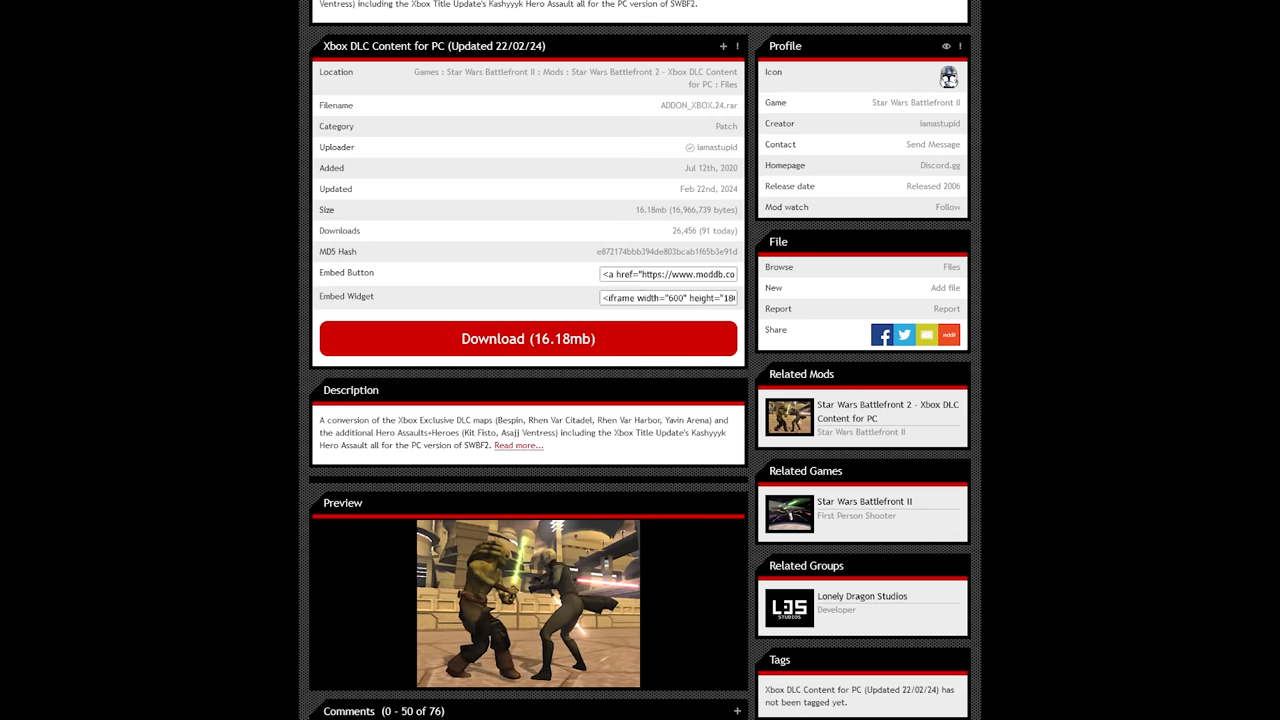 Ventress) including the Xbox Title Update's Kashyyyk Hero Assault all for the PC version of SWBF2.
Xbox DLC Content for PC (Updated 22/02/24)
Location
Games : Star Wars Battlefront II : Mods : Star Wars Battlefront 2 - Xbox DLC Content
for PC : Files
Filename
ADDON_XBOX.24.rar
Category
Patch
Uploader
iamastupid
Added
Jul 12th, 2020
Updated
Feb 22nd, 2024
Size
16.18mb (16,966,739 bytes)
Downloads
26,456 (91 today)
MD5 Hash
e872174bbb394de803bcab1f65b3e91d
Embed Button
<a href="https://www.moddb.co
Embed Widget
<iframe width="600" height="180
Download (16.18mb)
Description
A conversion of the Xbox Exclusive DLC maps (Bespin, Rhen Var Citadel, Rhen Var Harbor, Yavin Arena) and
the additional Hero Assaults+Heroes (Kit Fisto, Asajj Ventress) including the Xbox Title Update's Kashyyyk
Hero Assault all for the PC version of SWBF2. Read more...
Preview
Comments (0 - 50 of 76)
Profile
Icon
Game
Star Wars Battlefront II
Creator
iamastupid
Contact
Send Message
Homepage
Discord.gg
Release date
Released 2006
Mod watch
Follow
File
Browse
Files
New
Add file
Report
Report
Share
reddit
Related Mods
Star Wars Battlefront 2 - Xbox DLC
Content for PC
Star Wars Battlefront II
Related Games
Star Wars Battlefront II
First Person Shooter
Related Groups
Lonely Dragon Studios
Developer
STUDIOS
Tags
Xbox DLC Content for PC (Updated 22/02/24) has
not been tagged yet.